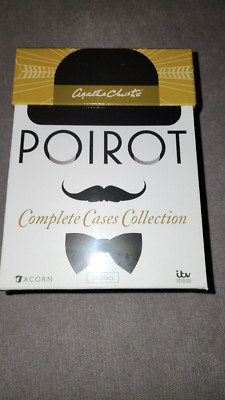 Agatha Christie
POIROT
Complete Cases Collection
ACORN
itv